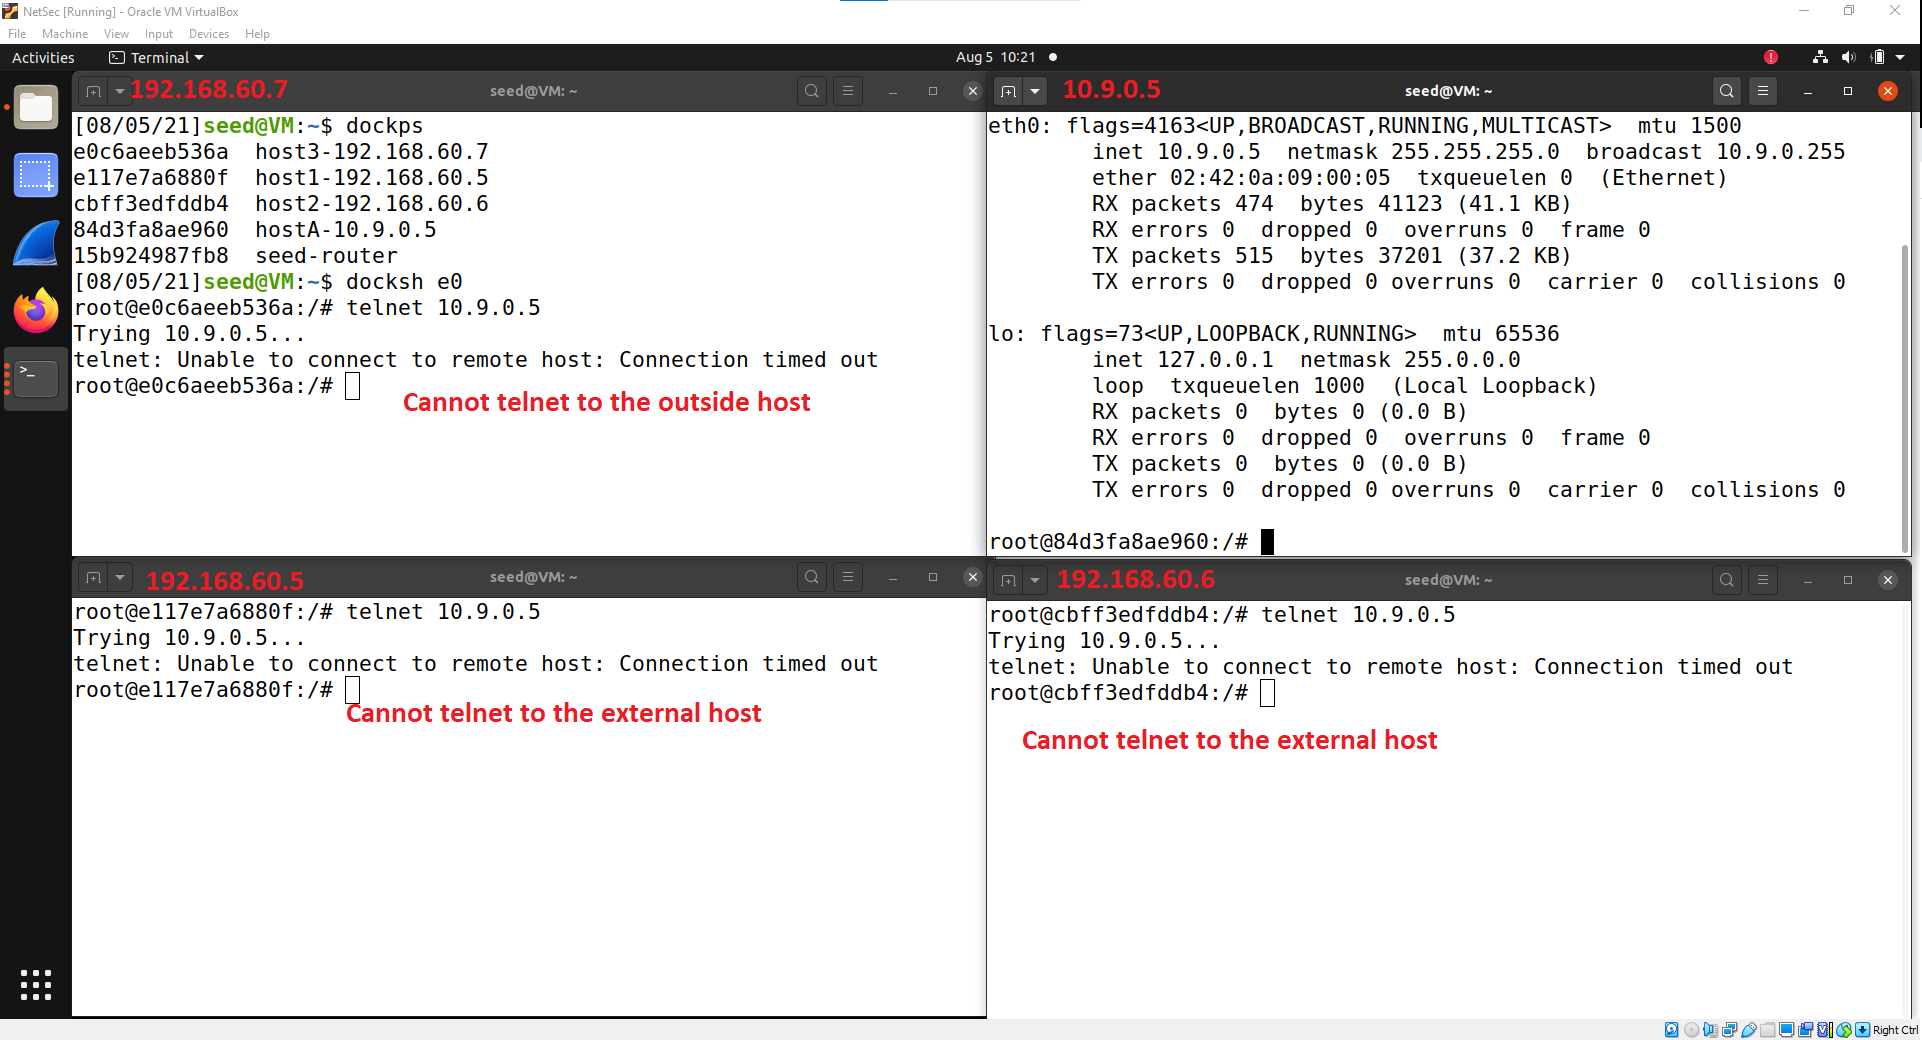 NetSec [Running] - Oracle VM VirtualBox
File Machine View Input Devices Help
Activities Terminal Aug 5 10:21
192.168.60.7 seed@VM: ~
[08/05/21]seed@VM:~$ dockps
e0c6aeeb536a  host3-192.168.60.7
e117e7a6880f  host1-192.168.60.5
cbff3edfddb4  host2-192.168.60.6
84d3fa8ae960  hostA-10.9.0.5
15b924987fb8  seed-router
[08/05/21]seed@VM:~$ docksh e0
root@e0c6aeeb536a:/# telnet 10.9.0.5
Trying 10.9.0.5...
telnet: Unable to connect to remote host: Connection timed out
root@e0c6aeeb536a:/#
Cannot telnet to the outside host
10.9.0.5 seed@VM: ~
eth0: flags=4163<UP,BROADCAST,RUNNING,MULTICAST>  mtu 1500
inet 10.9.0.5  netmask 255.255.255.0  broadcast 10.9.0.255
ether 02:42:0a:09:00:05  txqueuelen 0  (Ethernet)
RX packets 474  bytes 41123 (41.1 KB)
RX errors 0  dropped 0  overruns 0  frame 0
TX packets 515  bytes 37201 (37.2 KB)
TX errors 0  dropped 0 overruns 0  carrier 0  collisions 0
lo: flags=73<UP,LOOPBACK,RUNNING>  mtu 65536
inet 127.0.0.1  netmask 255.0.0.0
loop  txqueuelen 1000  (Local Loopback)
RX packets 0  bytes 0 (0.0 B)
RX errors 0  dropped 0  overruns 0  frame 0
TX packets 0  bytes 0 (0.0 B)
TX errors 0  dropped 0 overruns 0  carrier 0  collisions 0
root@84d3fa8ae960:/#
192.168.60.5 seed@VM: ~
root@e117e7a6880f:/# telnet 10.9.0.5
Trying 10.9.0.5...
telnet: Unable to connect to remote host: Connection timed out
root@e117e7a6880f:/#
Cannot telnet to the external host
192.168.60.6 seed@VM: ~
root@cbff3edfddb4:/# telnet 10.9.0.5
Trying 10.9.0.5...
telnet: Unable to connect to remote host: Connection timed out
root@cbff3edfddb4:/#
Cannot telnet to the external host
Right Ctrl